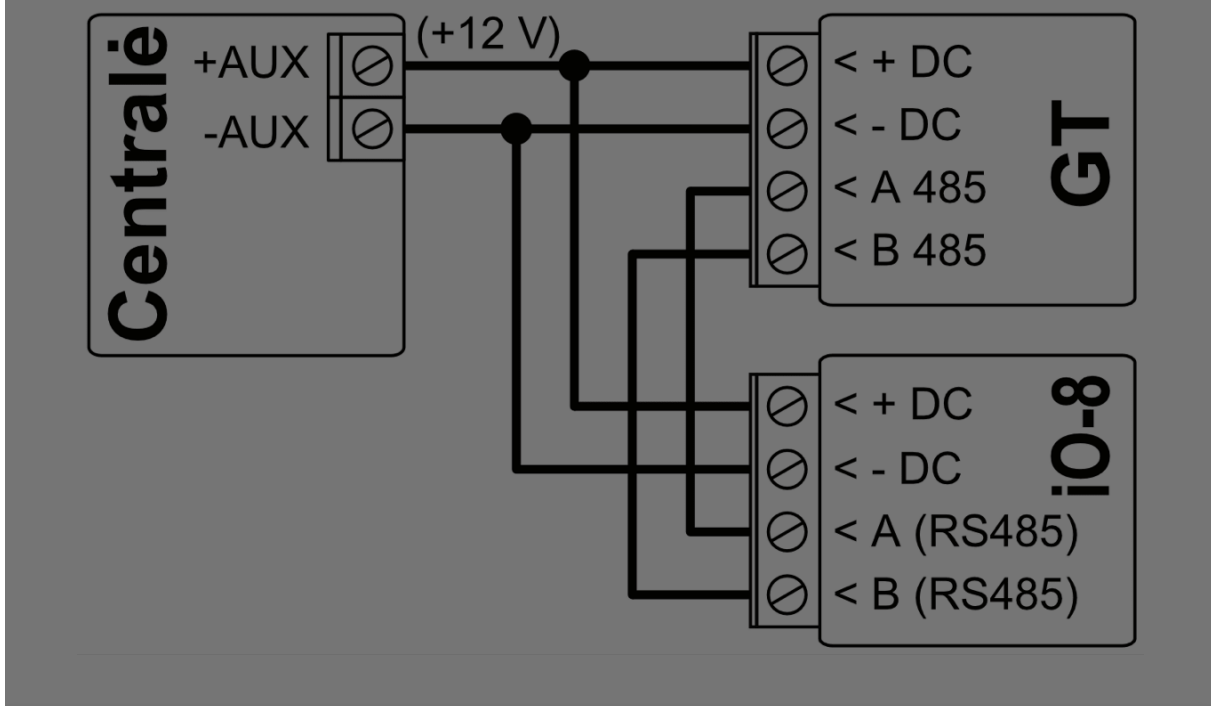 Centralė
+AUX
-AUX
(+12 V)
< + DC
< - DC
< A 485
< B 485
GT
< + DC
< - DC
< A (RS485)
< B (RS485)
iO-8